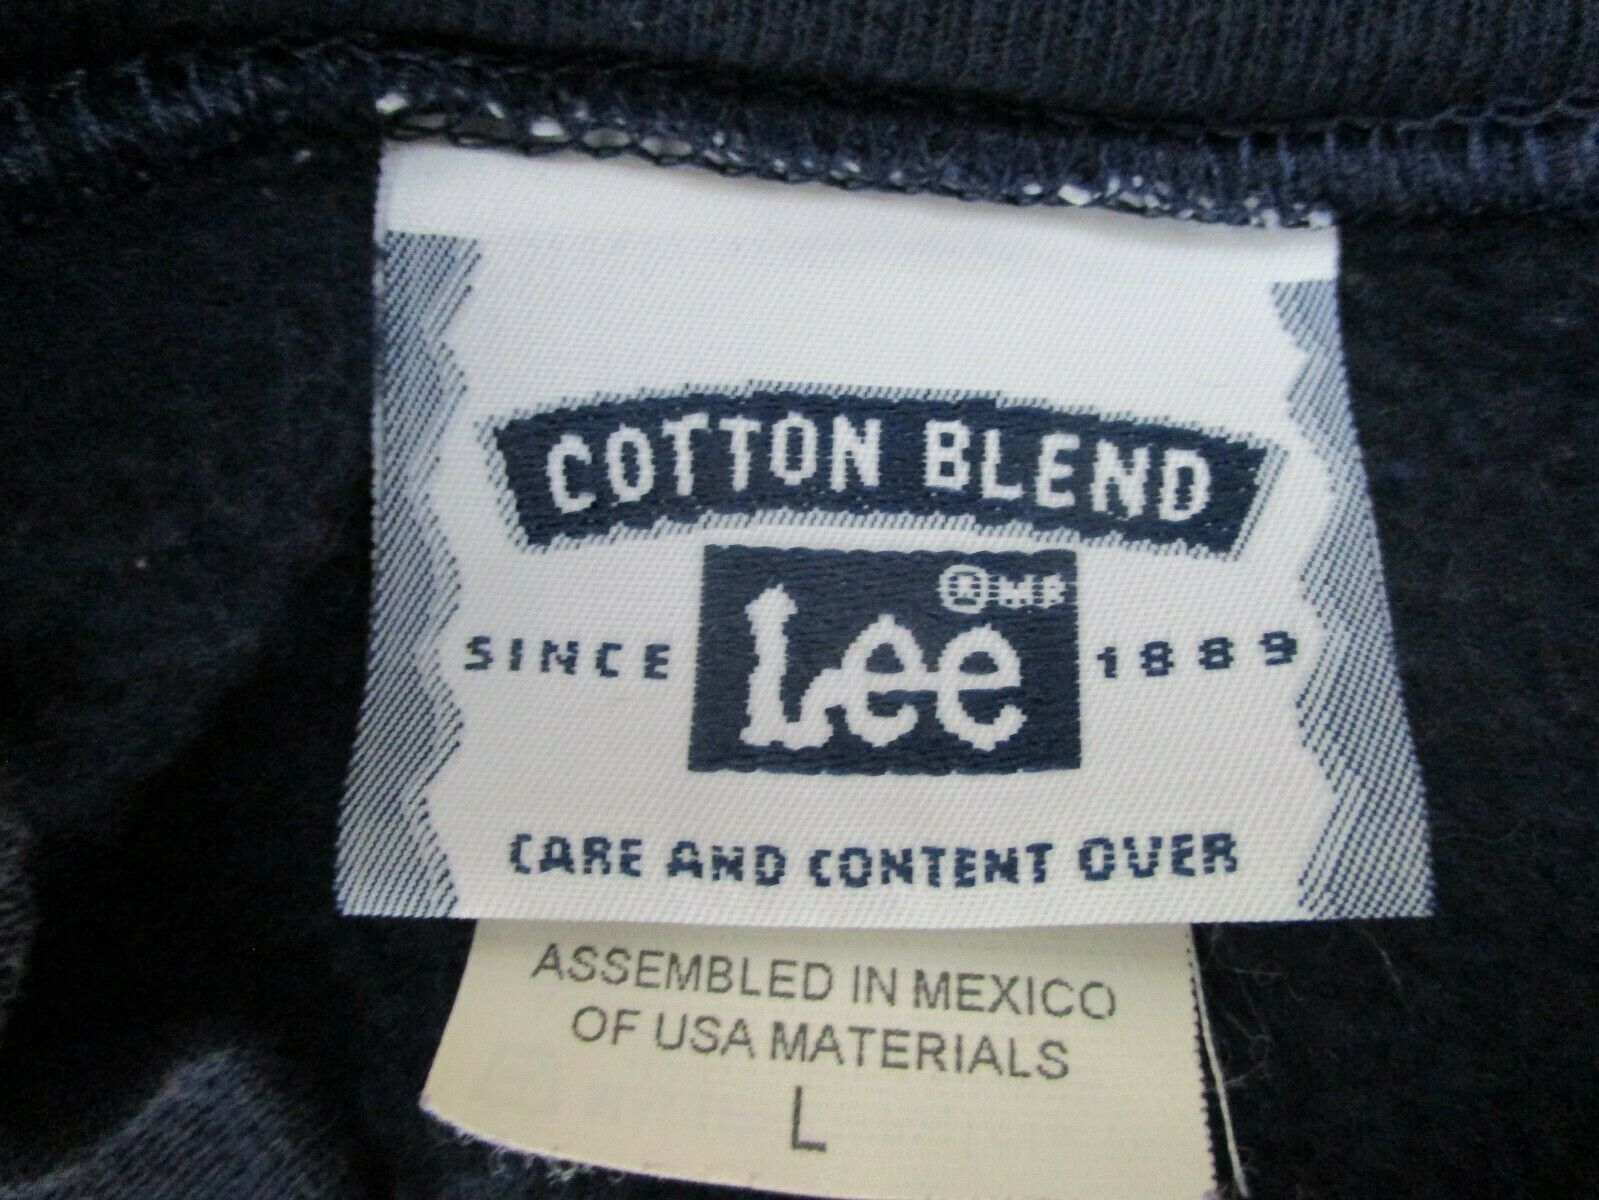 COTTON BLEND
Lee ® MR
SINCE 1889
CARE AND CONTENT OVER
ASSEMBLED IN MEXICO
OF USA MATERIALS
L